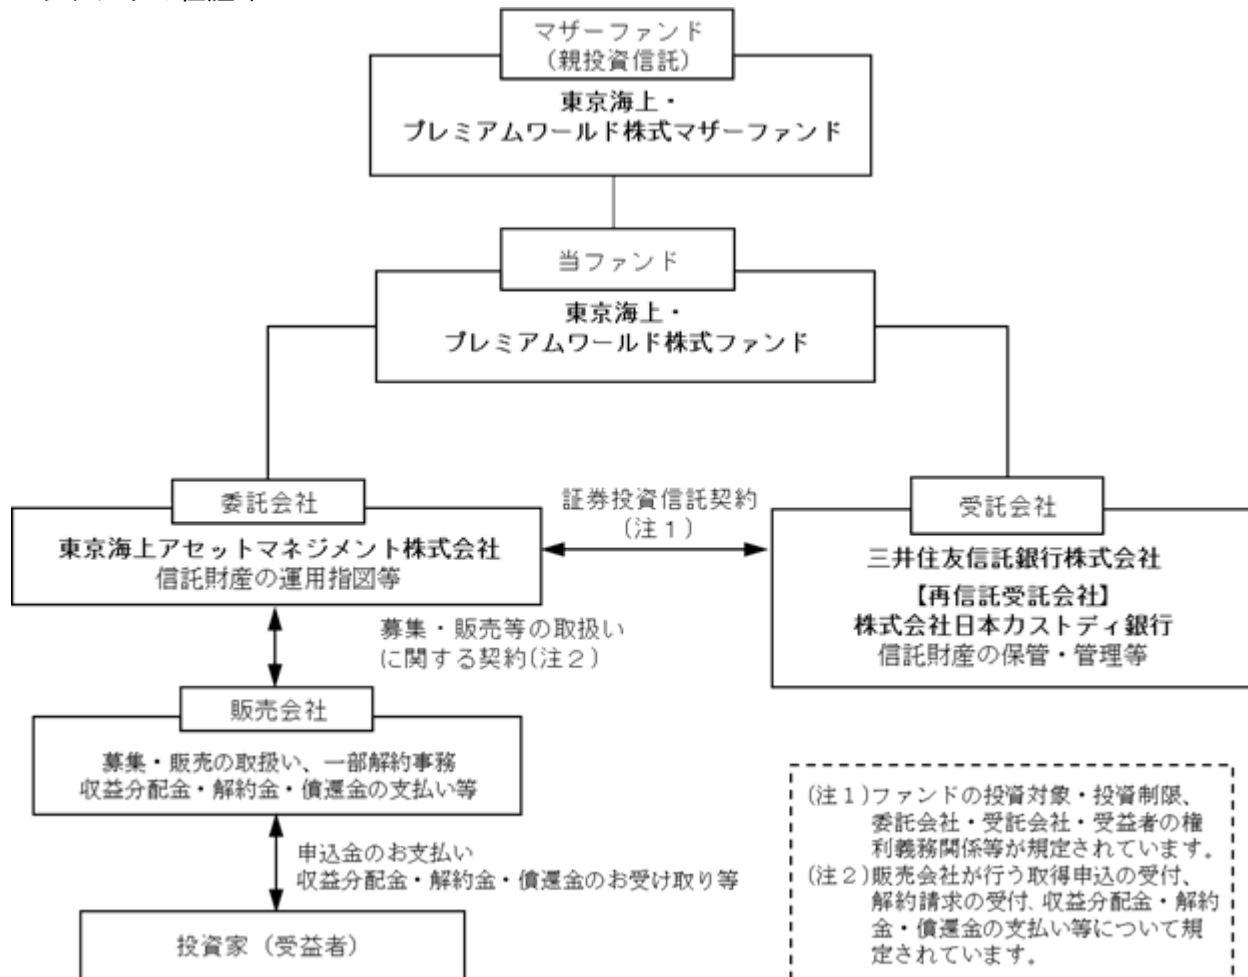 マザーファンド
(親投資信託)
東京海上・
プレミアムワールド株式マザーファンド
当ファンド
東京海上・
プレミアムワールド株式ファンド
委託会社
東京海上アセットマネジメント株式会社
信託財産の運用指図等
証券投資信託契約
(注１)
受託会社
三井住友信託銀行株式会社
【再信託受託会社】
株式会社日本カストディ銀行
信託財産の保管・管理等
募集・販売等の取扱い
に関する契約(注２)
販売会社
募集・販売の取扱い、一部解約事務
収益分配金・解約金・償還金の支払い等
申込金のお支払い
収益分配金・解約金・償還金のお受け取り等
投資家（受益者）
(注１)ファンドの投資対象・投資制限、
委託会社・受託会社・受益者の権
利義務関係等が規定されています。
(注２)販売会社が行う取得申込の受付、
解約請求の受付、収益分配金・解約
金・償還金の支払い等について規
定されています。